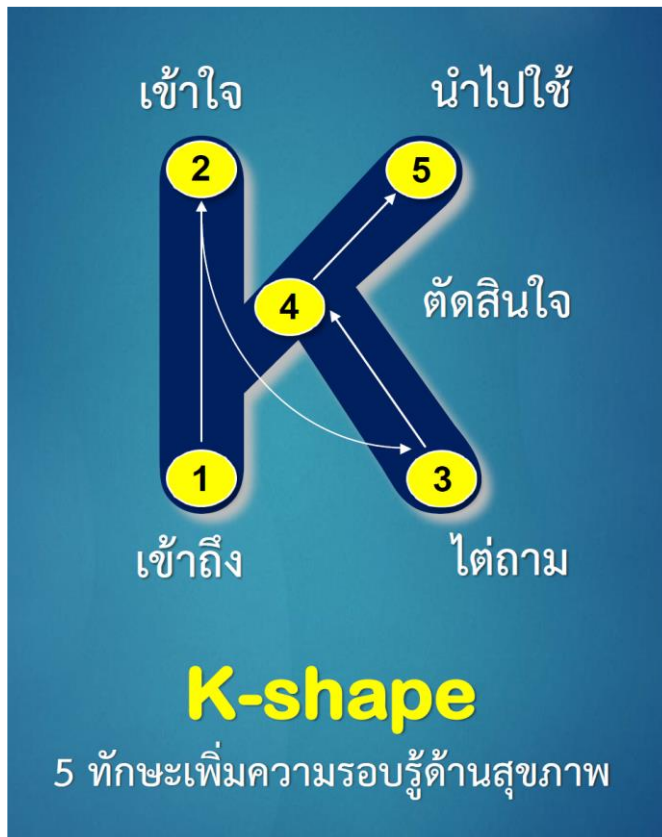 เข้าใจ นำไปใช้
2 5
4 ตัดสินใจ
1 3
เข้าถึง ไต่ถาม
K-shape
5 ทักษะเพิ่มความรอบรู้ด้านสุขภาพ